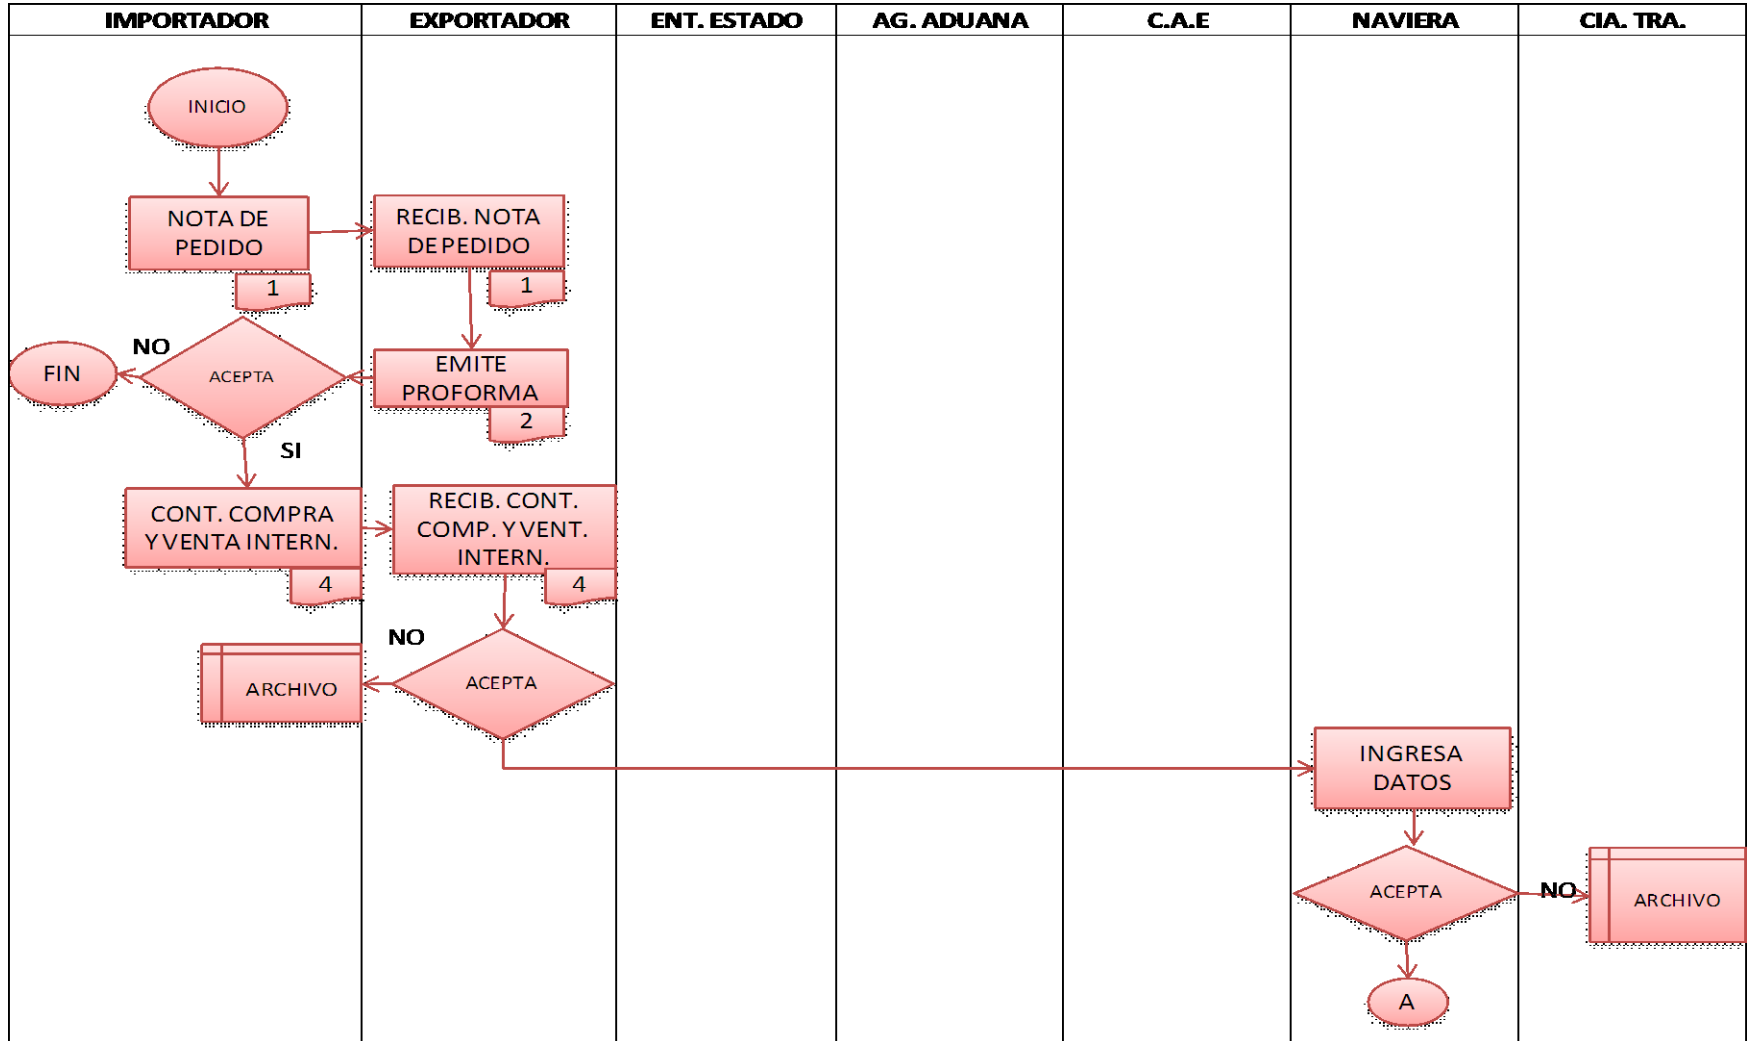 IMPORTADOR EXPORTADOR ENT. ESTADO AG. ADUANA C.A.E NAVIERA CIA. TRA.
INICIO
NOTA DE
PEDIDO
1
RECIB. NOTA
DE PEDIDO
1
EMITE
PROFORMA
2
ACEPTA
NO
FIN
SI
CONT. COMPRA
Y VENTA INTERN.
4
RECIB. CONT.
COMP. Y VENT.
INTERN.
4
ACEPTA
NO
ARCHIVO
INGRESA
DATOS
ACEPTA
NO
ARCHIVO
A